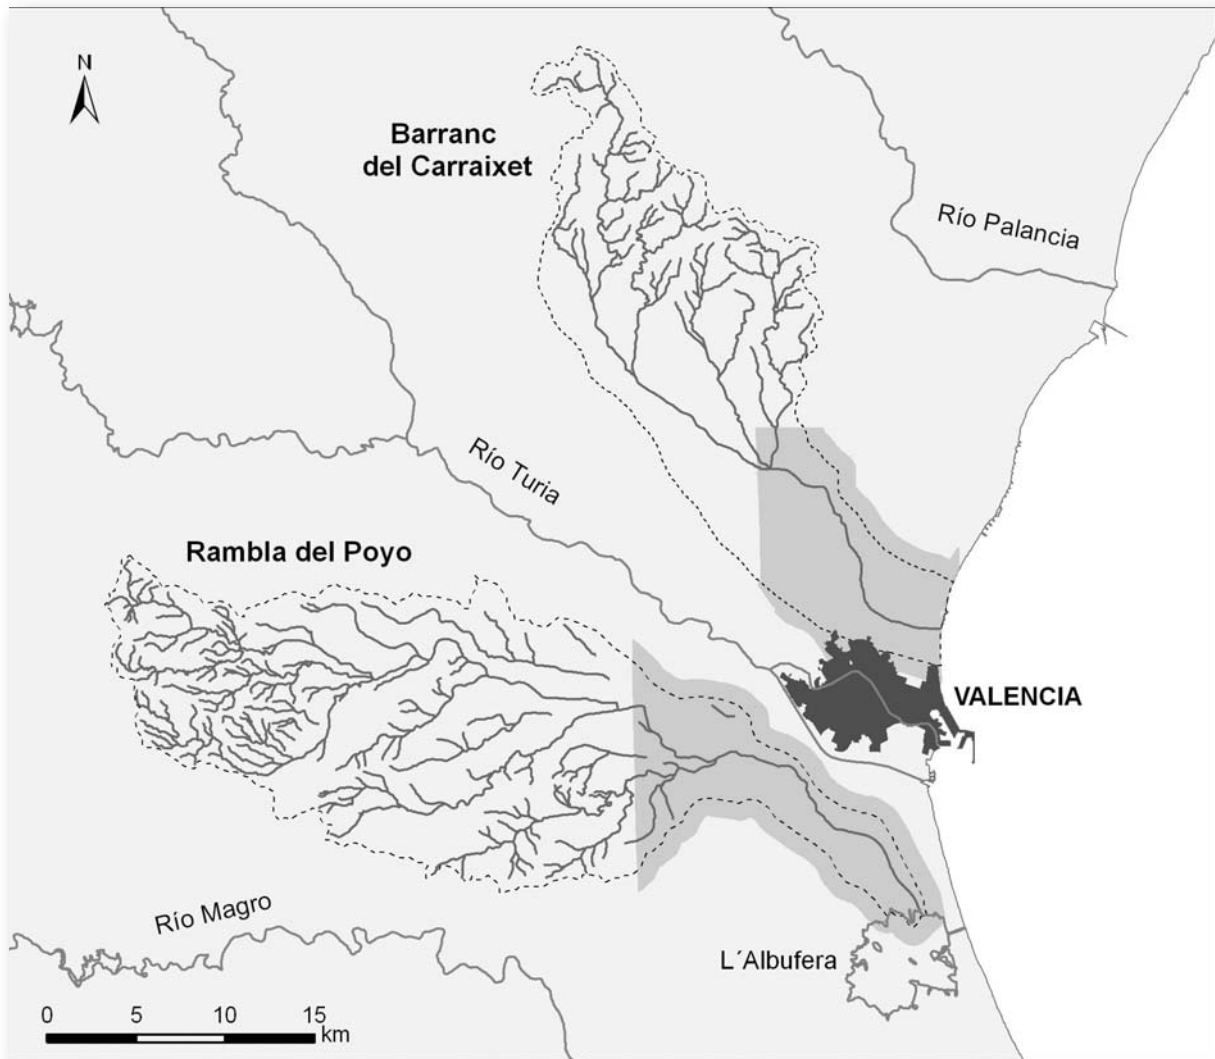 N
Barranc
del Carraixet
Río Palancia
Río Turia
Rambla del Poyo
VALENCIA
Río Magro
L´Albufera
0 5 10 15
km